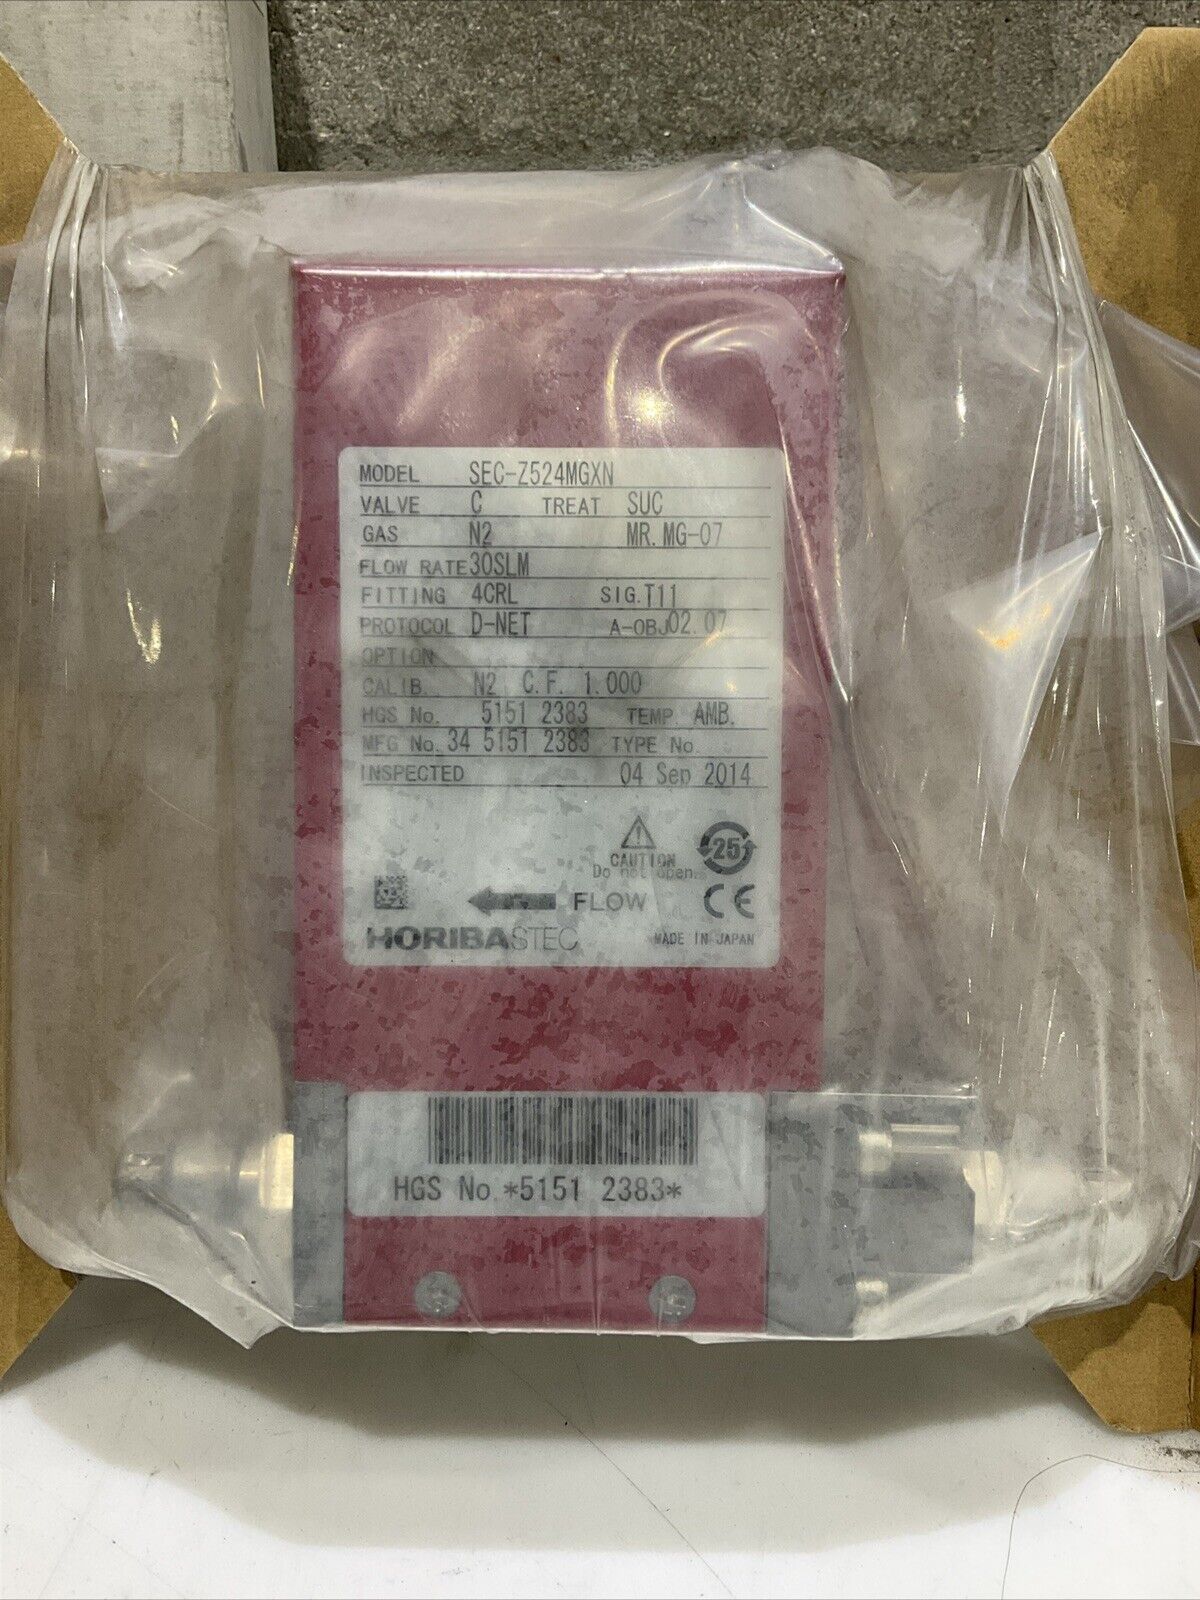 MODEL SEC-Z524MGXN
VALVE C TREAT SUC
GAS N2 MR.MG-07
FLOW RATE 30SLM
FITTING 4CRL SIG. T11
PROTOCOL D-NET A-OBJ 02.07
OPTION
CALIB. N2 C.F. 1.000
HGS No. 5151 2383 TEMP. AMB.
MFG No. 34 5151 2383 TYPE No.
INSPECTED 04 Sep 2014
CAUTION
Do not open.
25
FLOW
CE
HORIBASTEC
MADE IN JAPAN
HGS No.*5151 2383*